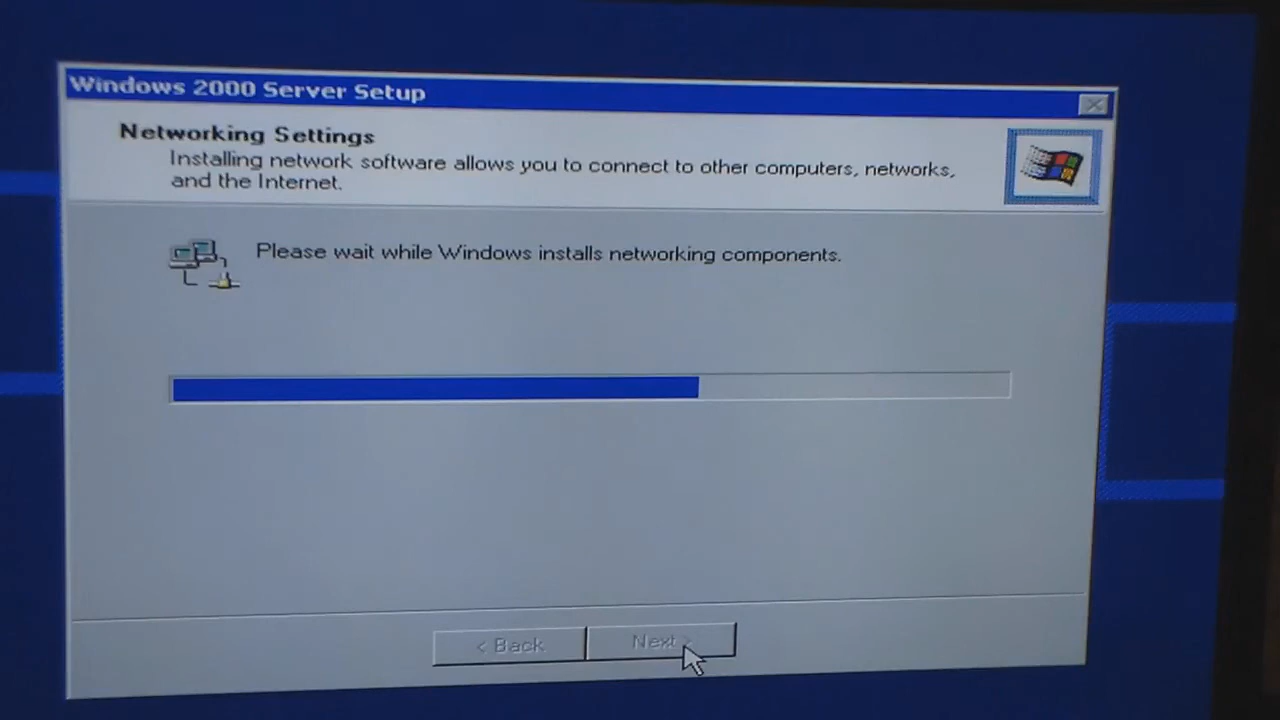 Windows 2000 Server Setup
Networking Settings
Installing network software allows you to connect to other computers, networks,
and the Internet.
Please wait while Windows installs networking components.
< Back
Next >